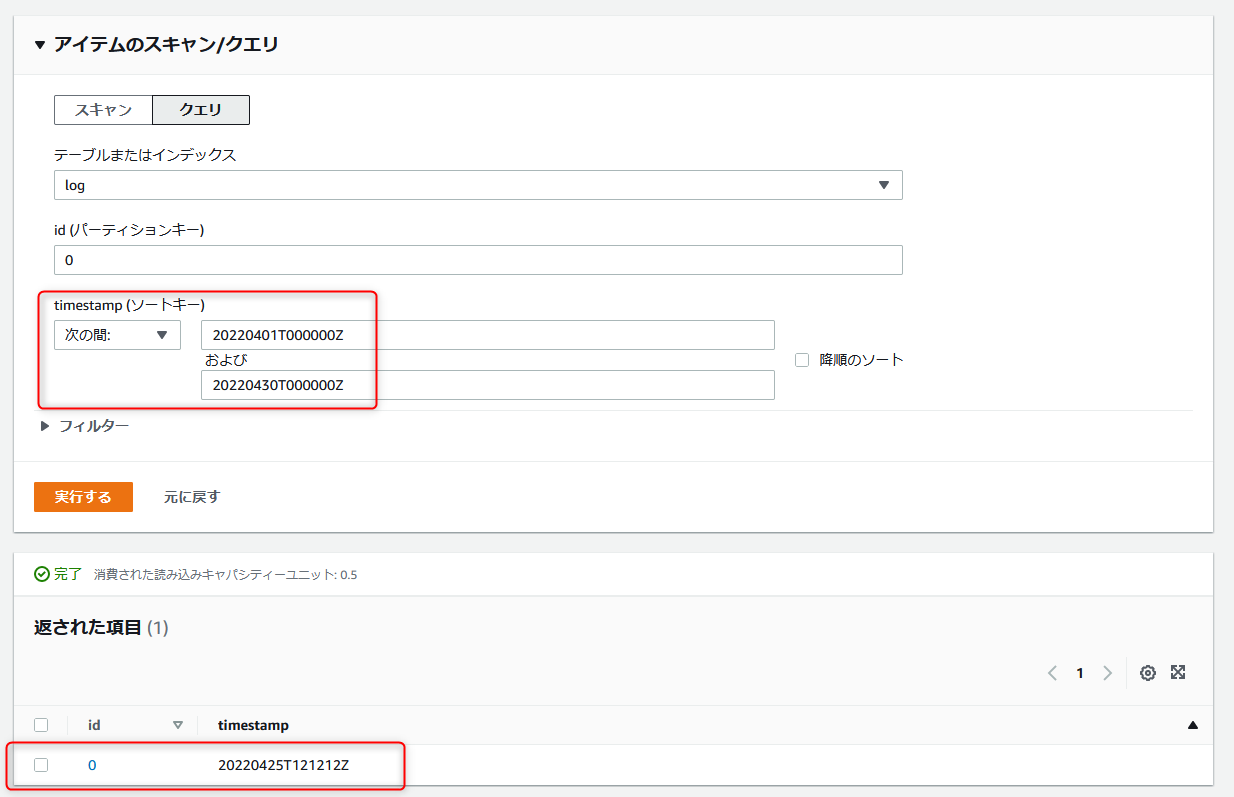 アイテムのスキャン/クエリ
スキャン クエリ
テーブルまたはインデックス
log
id (パーティションキー)
0
timestamp (ソートキー)
次の間: 20220401T000000Z
および
20220430T000000Z
降順のソート
フィルター
実行する 元に戻す
完了 消費された読み込みキャパシティーユニット: 0.5
返された項目 (1)
1
id timestamp
0 20220425T121212Z